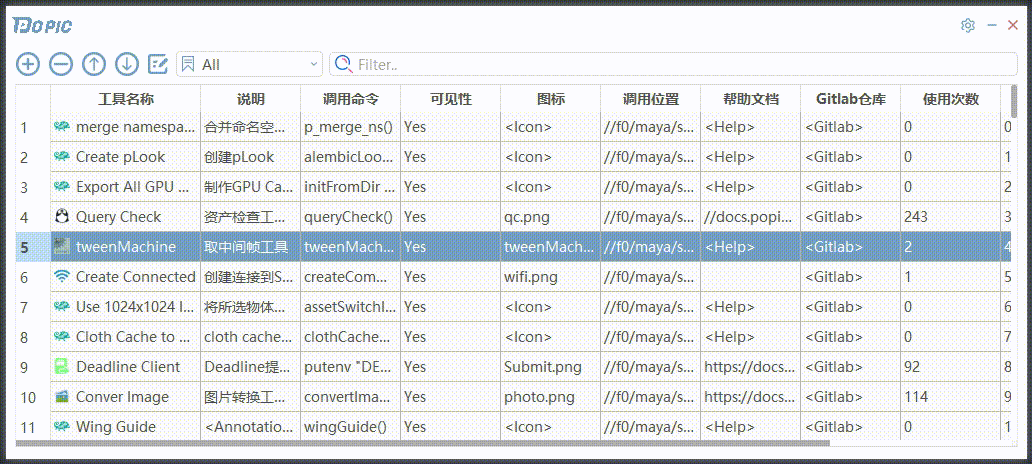 POPIC
All Filter..
工具名称 说明 调用命令 可见性 图标 调用位置 帮助文档 Gitlab仓库 使用次数
1 merge namespa... 合并命名空... p_merge_ns() Yes <Icon> //f0/maya/s... <Help> <Gitlab> 0 0
2 Create pLook 创建pLook alembicLoo... Yes <Icon> //f0/maya/s... <Help> <Gitlab> 0 1
3 Export All GPU ... 制作GPU Ca... initFromDir ... Yes <Icon> //f0/maya/s... <Help> <Gitlab> 0 2
4 Query Check 资产检查工... queryCheck() Yes qc.png //f0/maya/s... //docs.popi... <Gitlab> 243 3
5 tweenMachine 取中间帧工具 tweenMach... Yes tweenMach... //f0/maya/s... <Help> <Gitlab> 2 4
6 Create Connected 创建连接到S... createCom... Yes wifi.png //f0/maya/s... <Gitlab> 1 5
7 Use 1024x1024 I... 将所选物体... assetSwitchI... Yes <Icon> //f0/maya/s... <Help> <Gitlab> 0 6
8 Cloth Cache to ... cloth cache... clothCache... Yes <Icon> //f0/maya/s... <Help> <Gitlab> 0 7
9 Deadline Client Deadline提... putenv "DE... Yes Submit.png //f0/maya/s... https://docs... <Gitlab> 92 8
10 Conver Image 图片转换工... convertIma... Yes photo.png //f0/maya/s... https://docs... <Gitlab> 114 9
11 Wing Guide <Annotatio... wingGuide() Yes <Icon> //f0/maya/s... <Help> <Gitlab> 0 1